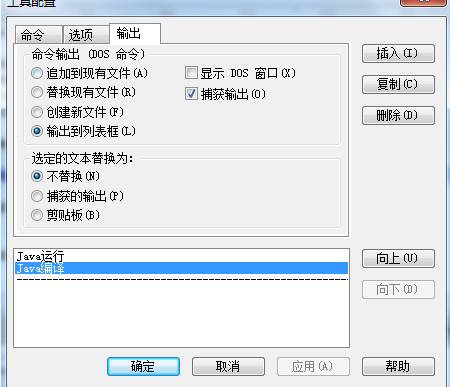 工具配置
命令 选项 输出
命令输出 (DOS 命令)
追加到现有文件(A)
显示 DOS 窗口(X)
替换现有文件(R)
捕获输出(O)
创建新文件(F)
输出到列表框(L)
选定的文本替换为:
不替换(N)
捕获的输出(P)
剪贴板(B)
插入(I)
复制(C)
删除(D)
Java运行
Java编译
向上(U)
向下(D)
确定 取消 应用(A) 帮助